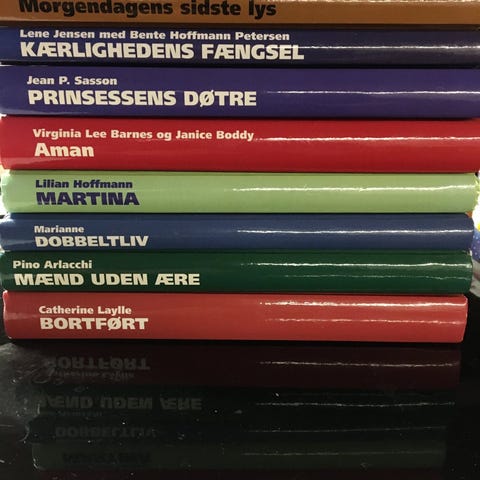 Morgendagens sidste lys
Lene Jensen med Bente Hoffmann Petersen
KÆRLIGHEDENS FÆNGSEL
Jean P. Sasson
PRINSESSENS DØTRE
Virginia Lee Barnes og Janice Boddy
Aman
Lilian Hoffmann
MARTINA
Marianne
DOBBELTLIV
Pino Arlacchi
MÆND UDEN ÆRE
Catherine Laylle
BORTFØRT